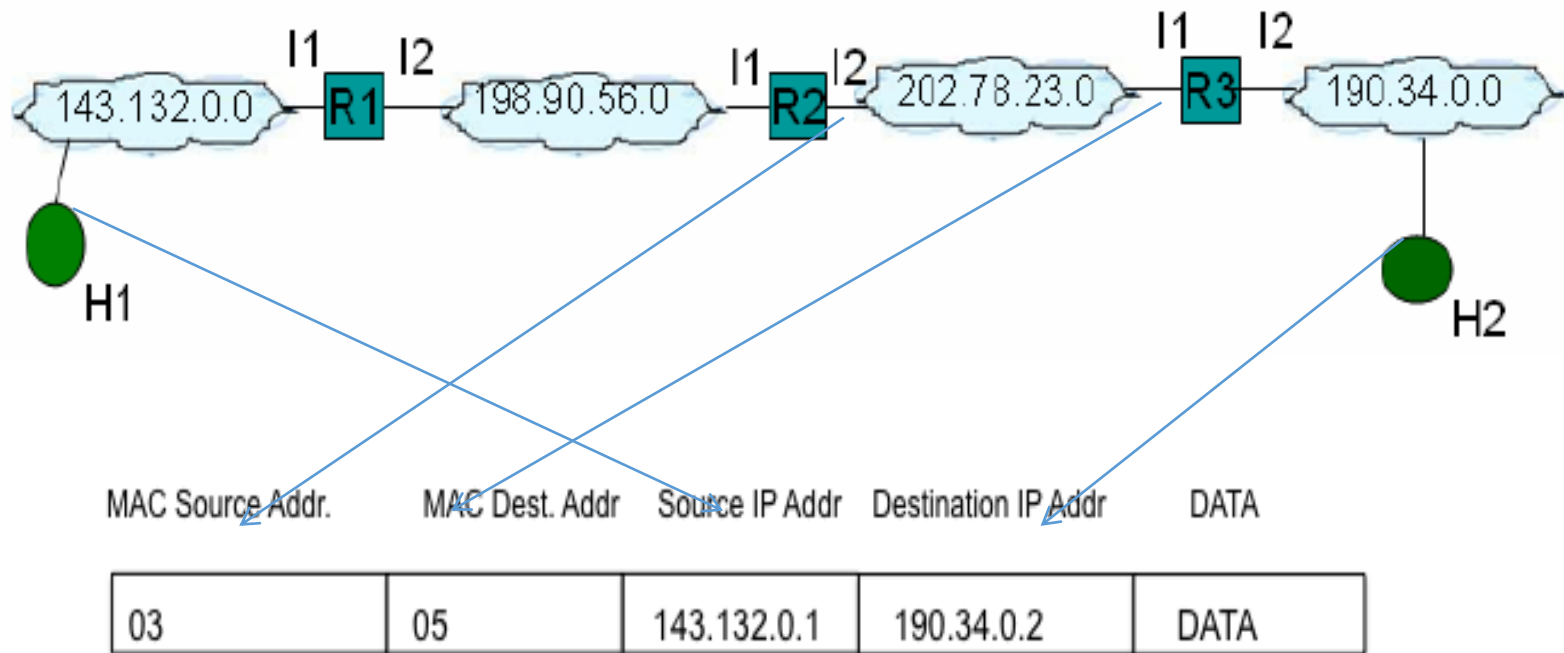 I1 I2 I1 I2 I1 I2
143.132.0.0 R1 198.90.56.0 R2 202.78.23.0 R3 190.34.0.0
H1 H2
MAC Source Addr. MAC Dest. Addr Source IP Addr Destination IP Addr DATA
03 05 143.132.0.1 190.34.0.2 DATA